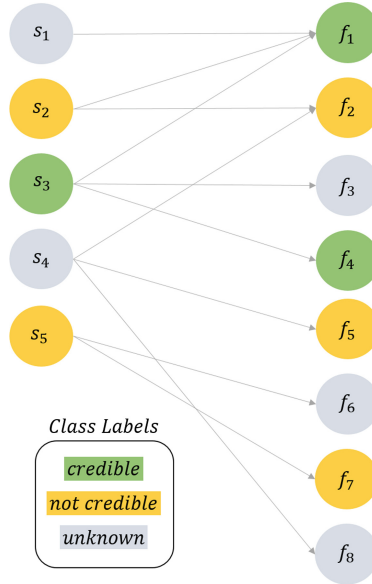 s₁ f₁
s₂ f₂
s₃ f₃
s₄ f₄
s₅ f₅
f₆
f₇
f₈
Class Labels
credible
not credible
unknown